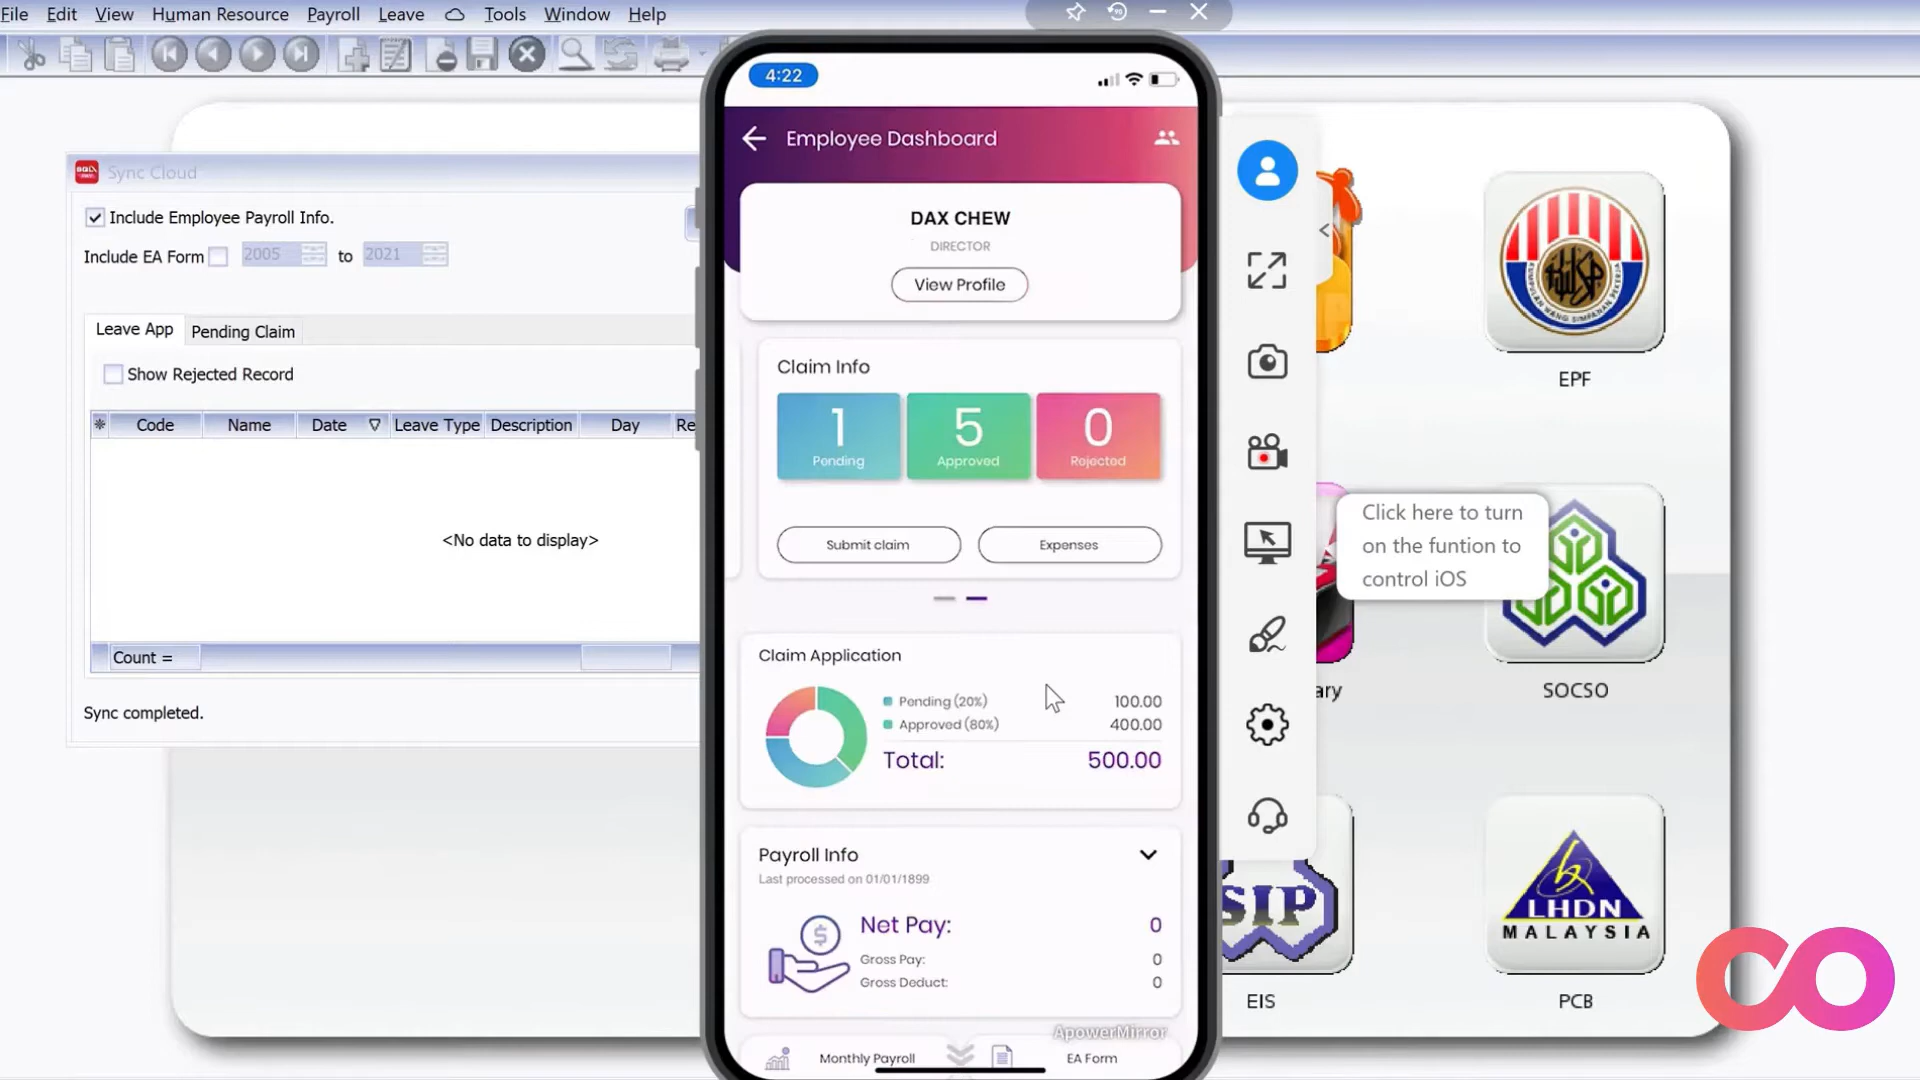 File Edit View Human Resource Payroll Leave Tools Window Help
Sync Cloud
Include Employee Payroll Info.
Include EA Form 2005 to 2021
Leave App Pending Claim
Show Rejected Record
Code Name Date Leave Type Description Day Re
<No data to display>
Count =
Sync completed.
4:22
Employee Dashboard
DAX CHEW
DIRECTOR
View Profile
Claim Info
1 5 0
Pending Approved Rejected
Submit claim Expenses
Claim Application
Pending (20%) 100.00
Approved (80%) 400.00
Total: 500.00
Payroll Info
Last processed on 01/01/1899
Net Pay: 0
Gross Pay: 0
Gross Deduct: 0
ApowerMirror
Monthly Payroll EA Form
Click here to turn
on the funtion to
control iOS
EPF
ary
SOCSO
SIP
EIS
LHDN
MALAYSIA
PCB
CO